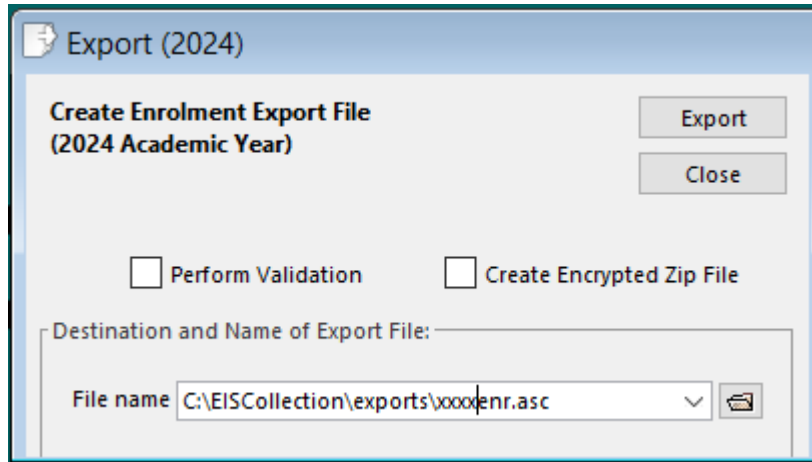 Export (2024)
Create Enrolment Export File
(2024 Academic Year)
Export
Close
Perform Validation
Create Encrypted Zip File
Destination and Name of Export File:
File name C:\EISCollection\exports\xxxxenr.asc